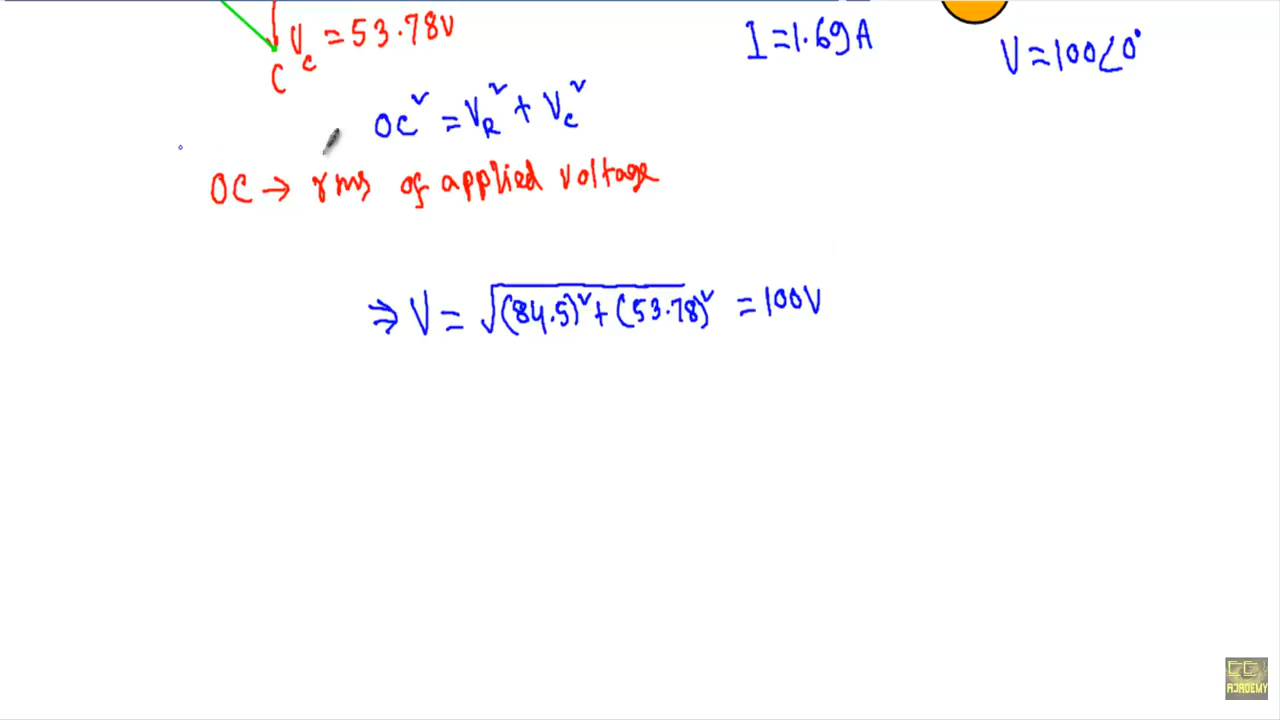 V_C = 53.78V
C
I = 1.69A
V = 100∠0°
OC² = V_R² + V_C²
OC → rms of applied voltage
⇒ V = √(84.5)² + (53.78)² = 100V
ACADEMY